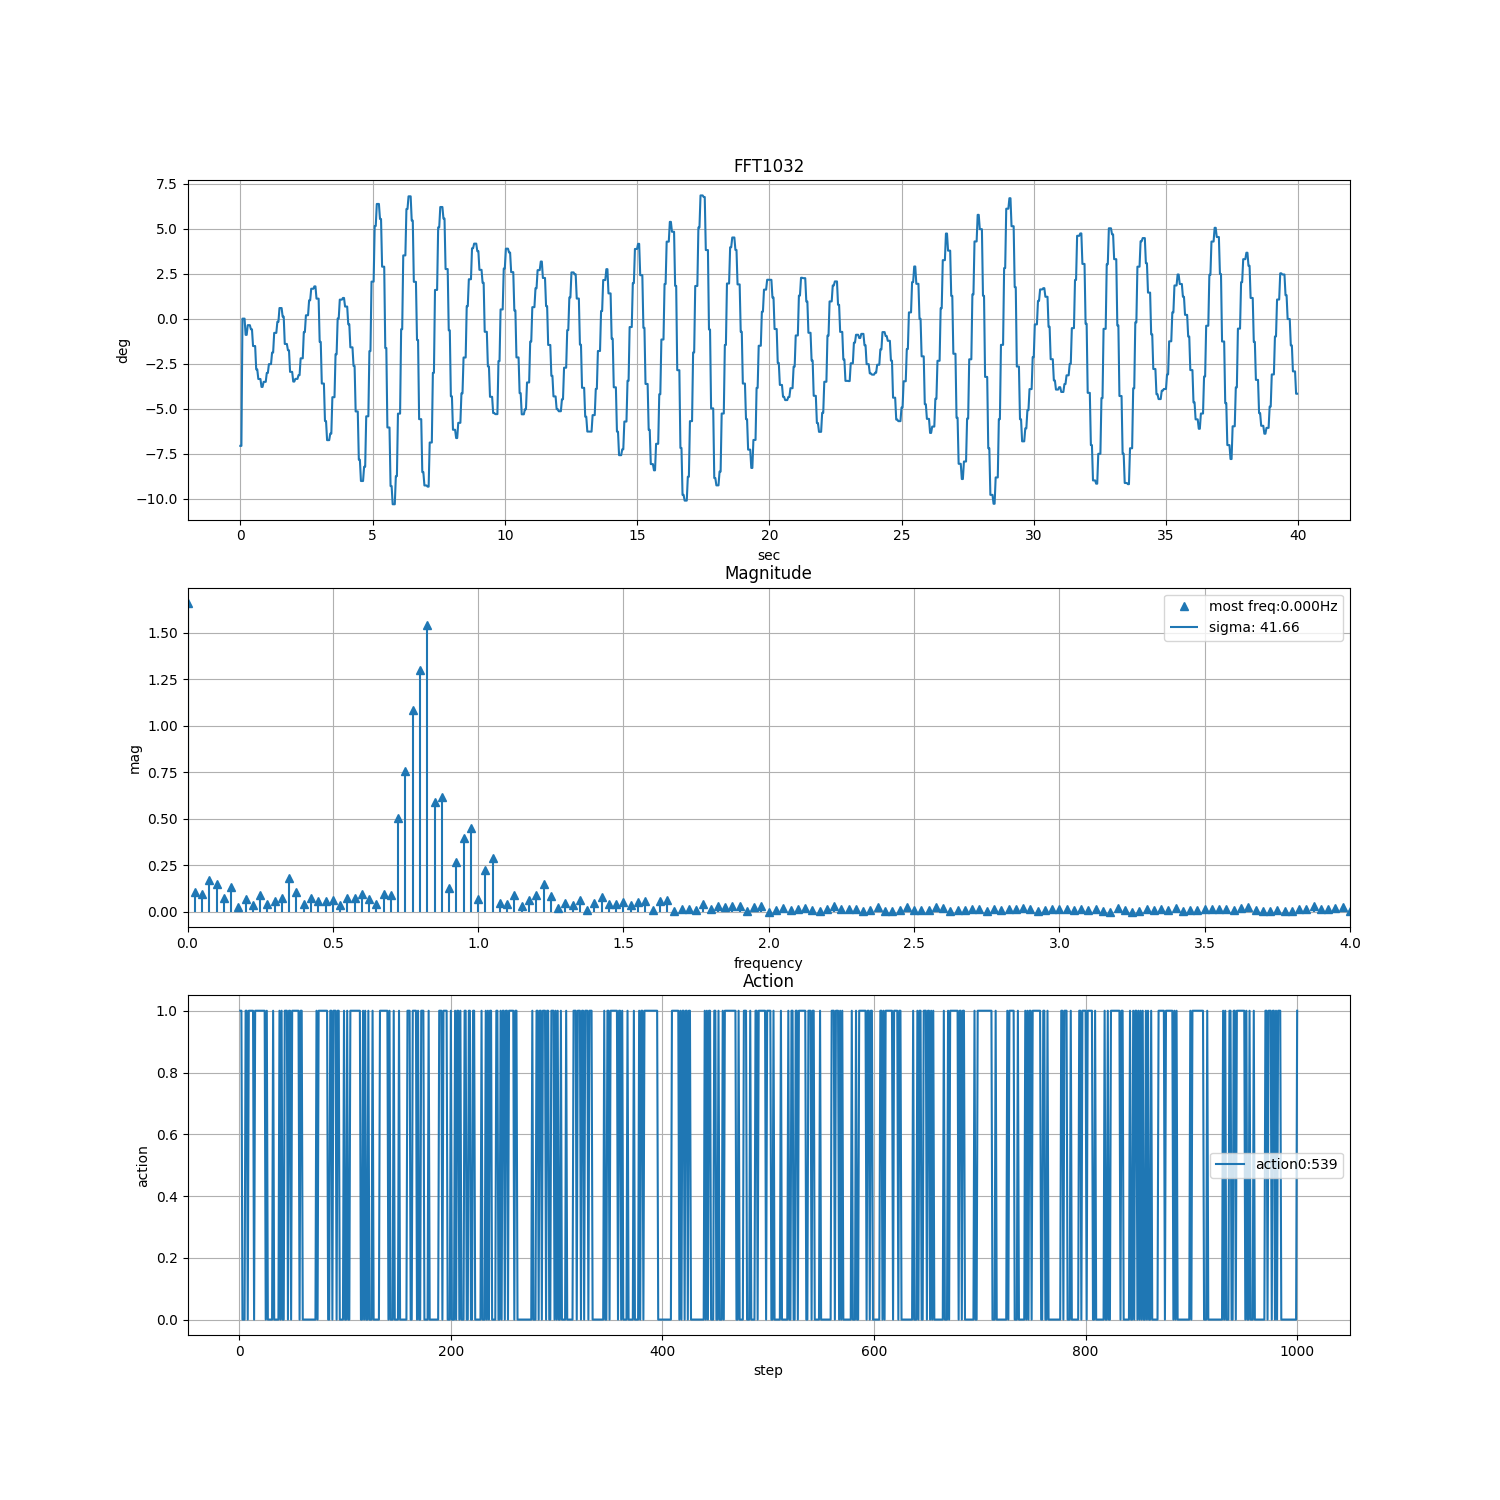 FFT1032
7.5
5.0
2.5
0.0
−2.5
−5.0
−7.5
−10.0
deg
0 5 10 15 20 25 30 35 40
sec
Magnitude
most freq:0.000Hz
sigma: 41.66
1.50
1.25
1.00
0.75
0.50
0.25
0.00
mag
0.0 0.5 1.0 1.5 2.0 2.5 3.0 3.5 4.0
frequency
Action
1.0
0.8
0.6
0.4
0.2
0.0
action
action0:539
0 200 400 600 800 1000
step